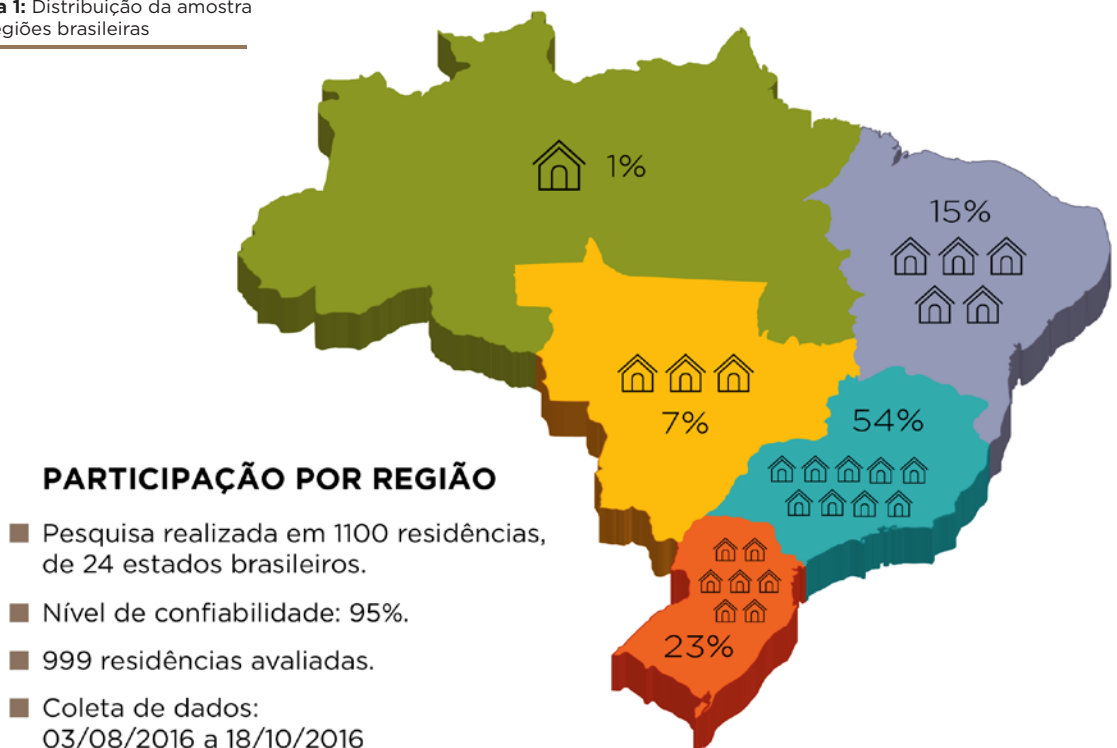 a 1: Distribuição da amostra
egiões brasileiras
1%
15%
7%
54%
23%
PARTICIPAÇÃO POR REGIÃO
Pesquisa realizada em 1100 residências,
de 24 estados brasileiros.
Nível de confiabilidade: 95%.
999 residências avaliadas.
Coleta de dados:
03/08/2016 a 18/10/2016